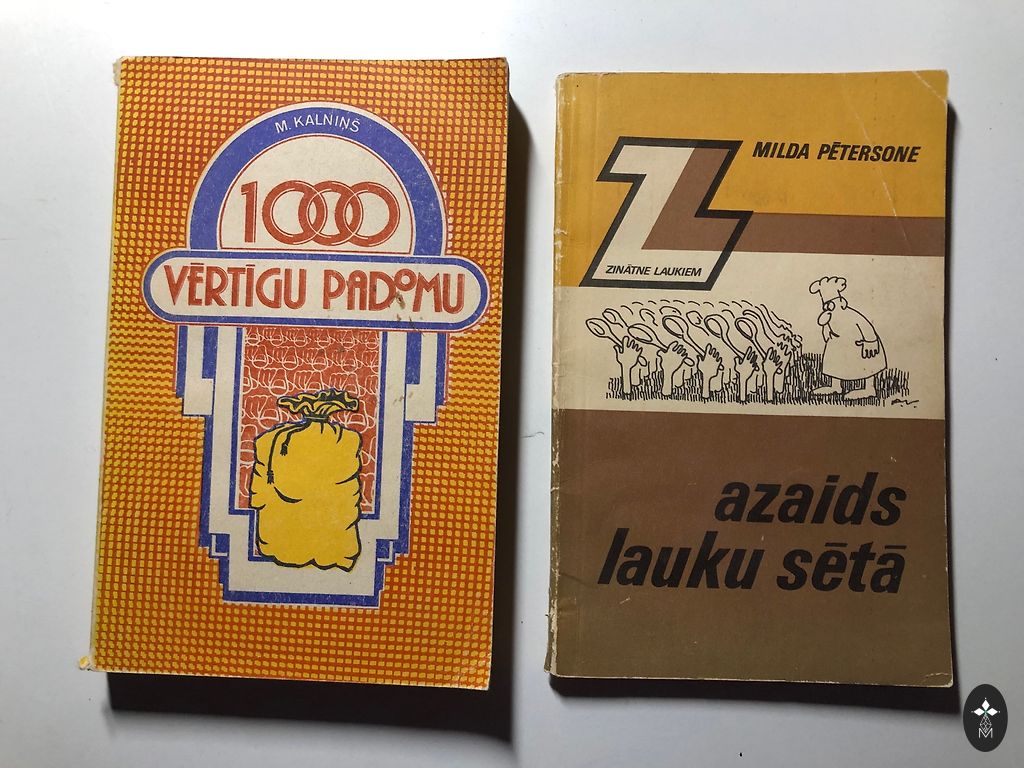 M. KALNIŅŠ
1000
VĒRTĪGU PADOMU
MILDA PĒTERSONE
Z
ZINĀTNE LAUKIEM
azaids
lauku sētā
M